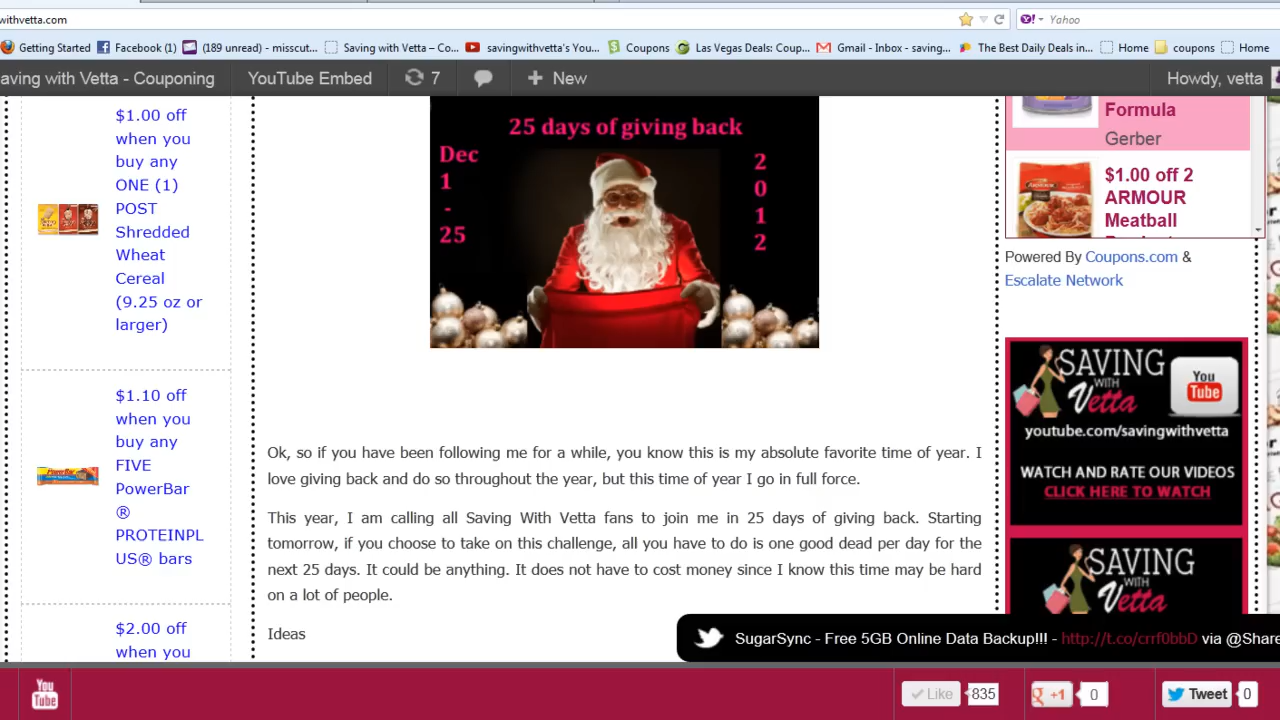 withvetta.com
Yahoo
Getting Started
Facebook (1)
(189 unread) - misscut...
Saving with Vetta – Co...
savingwithvetta's You...
Coupons
Las Vegas Deals: Coup...
Gmail - Inbox - saving...
The Best Daily Deals in...
Home
coupons
Home
aving with Vetta - Couponing
YouTube Embed
7
New
Howdy, vetta
$1.00 off
when you
buy any
ONE (1)
POST
Shredded
Wheat
Cereal
(9.25 oz or
larger)
$1.10 off
when you
buy any
FIVE
PowerBar
®
PROTEINPL
US® bars
$2.00 off
when you
25 days of giving back
Dec
1
-
25
2
0
1
2
Ok, so if you have been following me for a while, you know this is my absolute favorite time of year. I
love giving back and do so throughout the year, but this time of year I go in full force.
This year, I am calling all Saving With Vetta fans to join me in 25 days of giving back. Starting
tomorrow, if you choose to take on this challenge, all you have to do is one good dead per day for the
next 25 days. It could be anything. It does not have to cost money since I know this time may be hard
on a lot of people.
Ideas
Formula
Gerber
$1.00 off 2
ARMOUR
Meatball
Powered By Coupons.com &
Escalate Network
SAVING
WITH
Vetta
You
Tube
youtube.com/savingwithvetta
WATCH AND RATE OUR VIDEOS
CLICK HERE TO WATCH
SAVING
WITH
Vetta
SugarSync - Free 5GB Online Data Backup!!! - http://t.co/crrf0bbD via @Share
You
Tube
Like
835
+1
0
Tweet
0